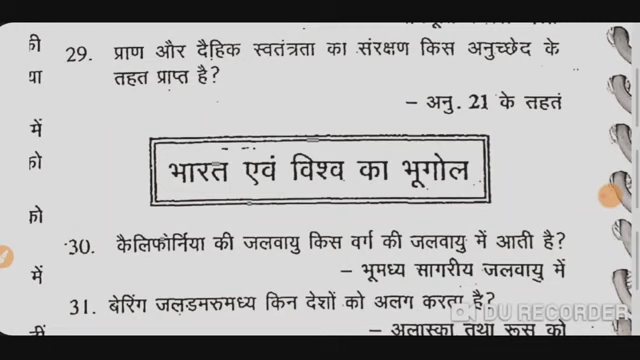 29. प्राण और दैहिक स्वतंत्रता का संरक्षण किस अनुच्छेद के
तहत प्राप्त है?
– अनु. 21 के तहत
भारत एवं विश्व का भूगोल
30. कैलिफोर्निया की जलवायु किस वर्ग की जलवायु में आती है?
– भूमध्य सागरीय जलवायु में
31. बेरिंग जलडमरुमध्य किन देशों को अलग करता है?
– अलास्का तथा रूस को
की
या
में
को
को
में
DU RECORDER